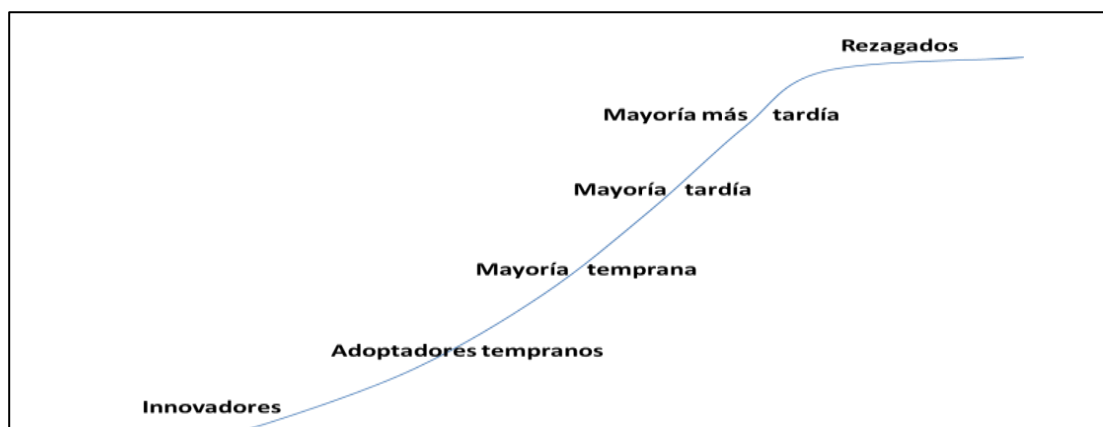 Rezagados
Mayoría más tardía
Mayoría tardía
Mayoría temprana
Adoptadores tempranos
Innovadores